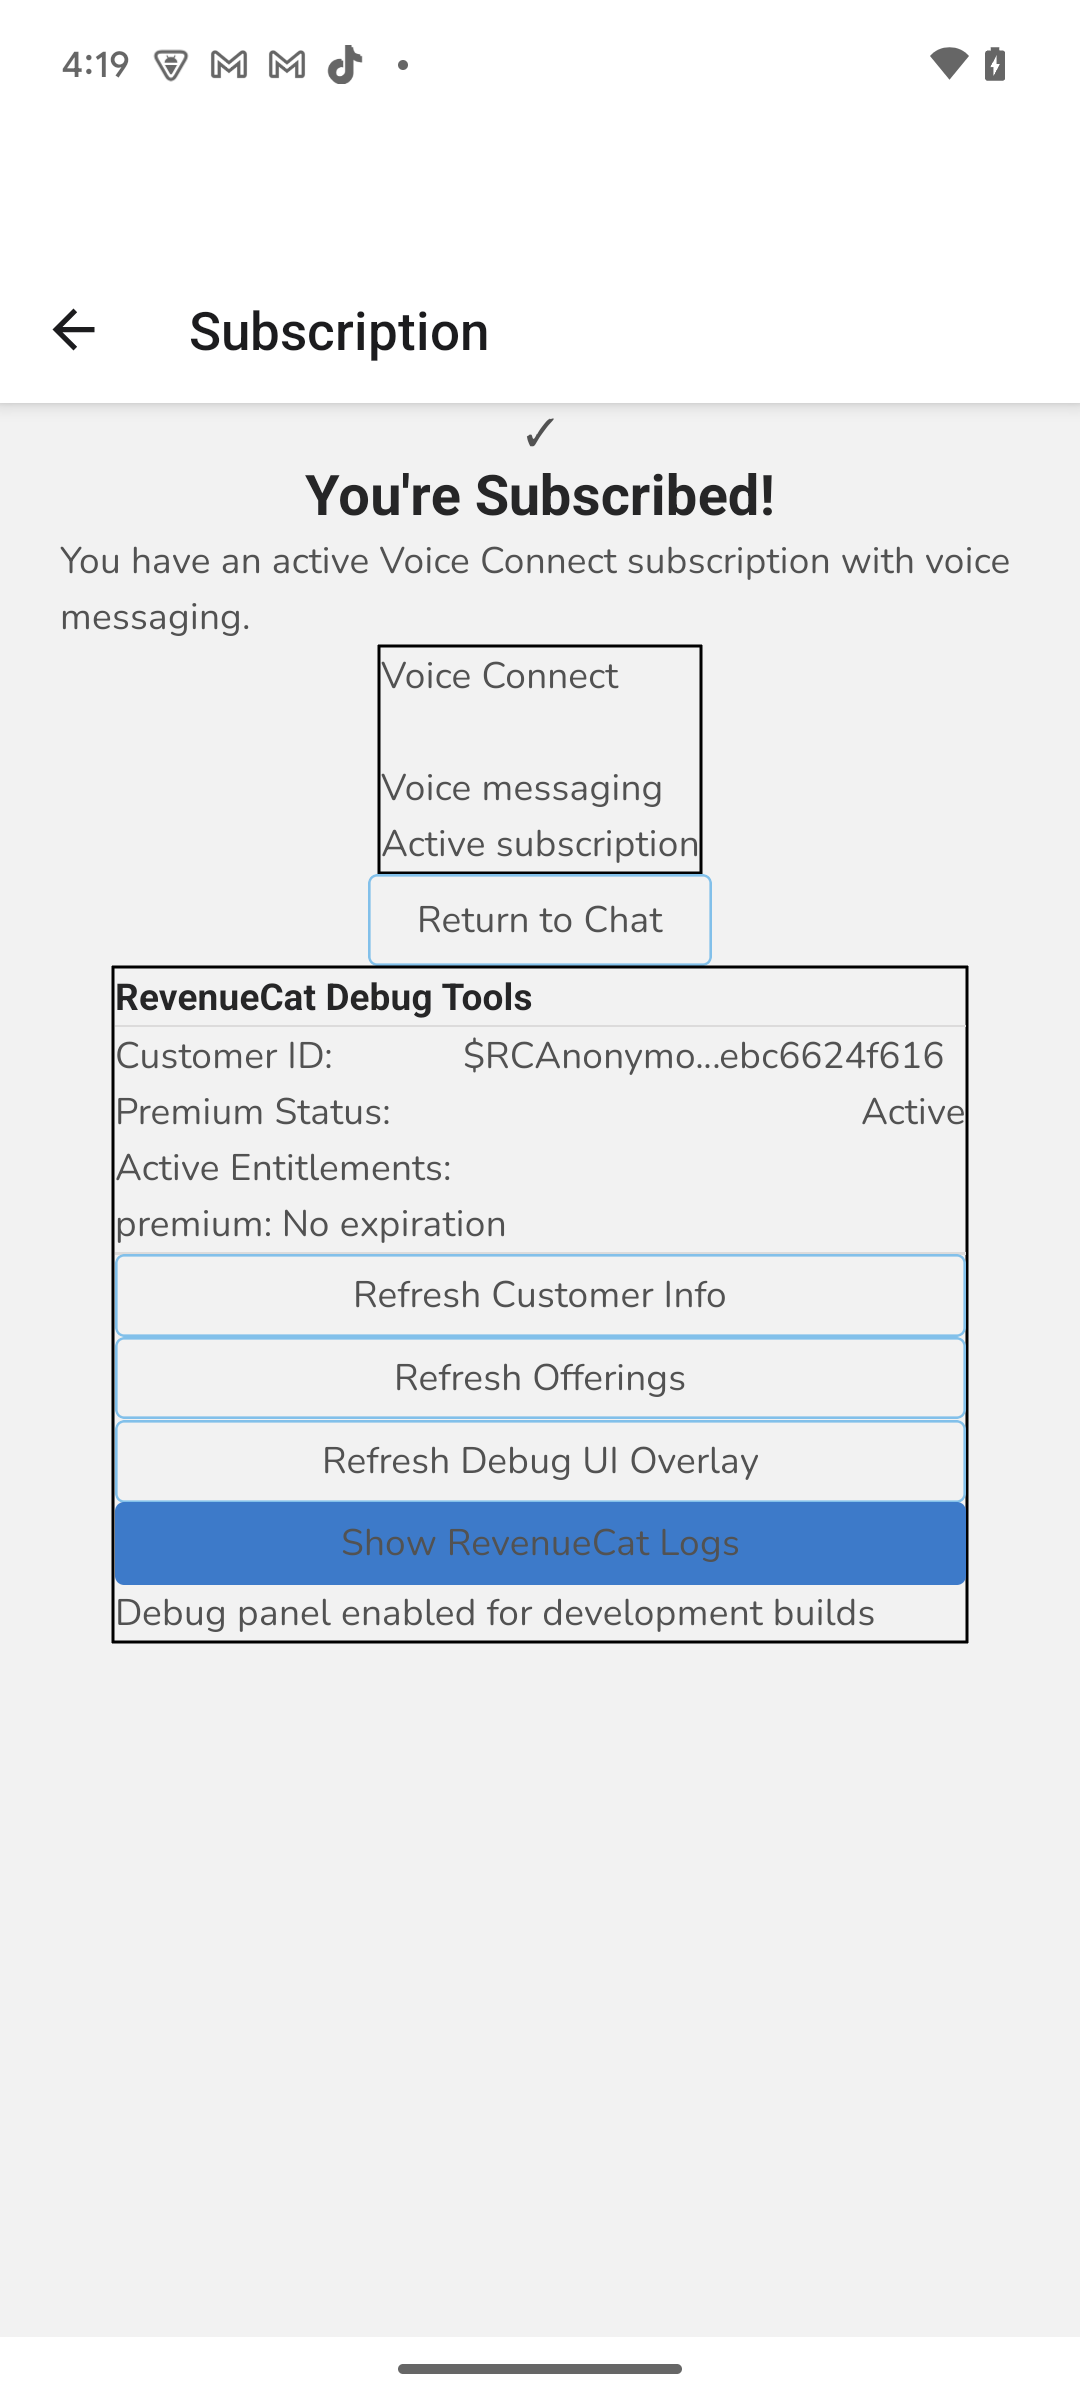 4:19
Subscription
✓
You're Subscribed!
You have an active Voice Connect subscription with voice
messaging.
Voice Connect
Voice messaging
Active subscription
Return to Chat
RevenueCat Debug Tools
Customer ID: $RCAnonymo...ebc6624f616
Premium Status: Active
Active Entitlements:
premium: No expiration
Refresh Customer Info
Refresh Offerings
Refresh Debug UI Overlay
Show RevenueCat Logs
Debug panel enabled for development builds